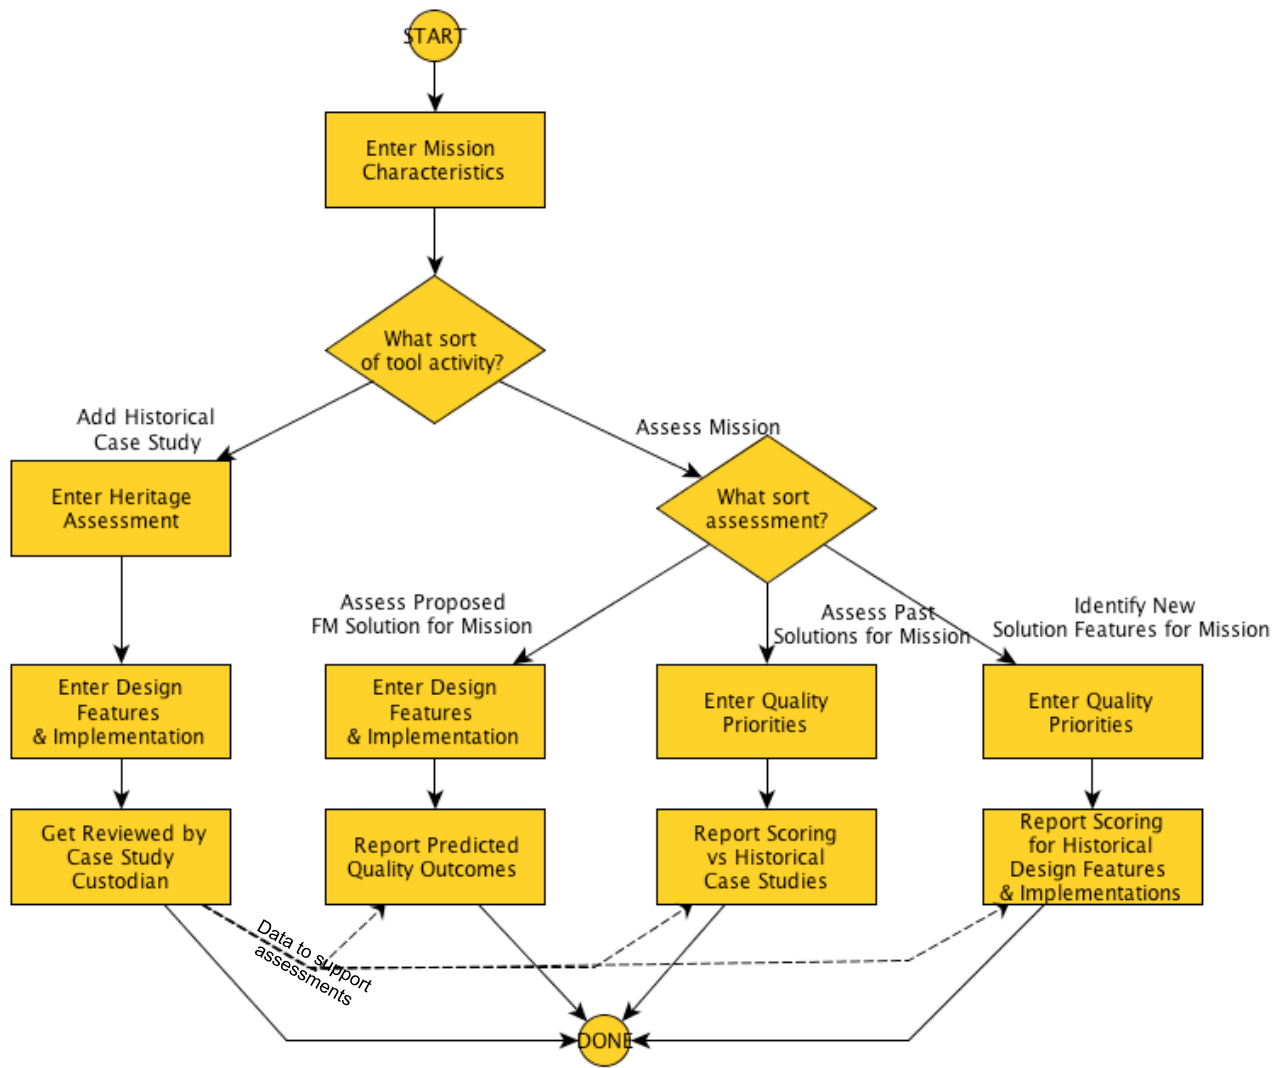 START
Enter Mission
Characteristics
What sort
of tool activity?
Add Historical
Case Study
Assess Mission
Enter Heritage
Assessment
What sort
assessment?
Assess Proposed
FM Solution for Mission
Assess Past
Solutions for Mission
Identify New
Solution Features for Mission
Enter Design
Features
& Implementation
Enter Design
Features
& Implementation
Enter Quality
Priorities
Enter Quality
Priorities
Get Reviewed by
Case Study
Custodian
Report Predicted
Quality Outcomes
Report Scoring
vs Historical
Case Studies
Report Scoring
for Historical
Design Features
& Implementations
Data to support
assessments
DONE